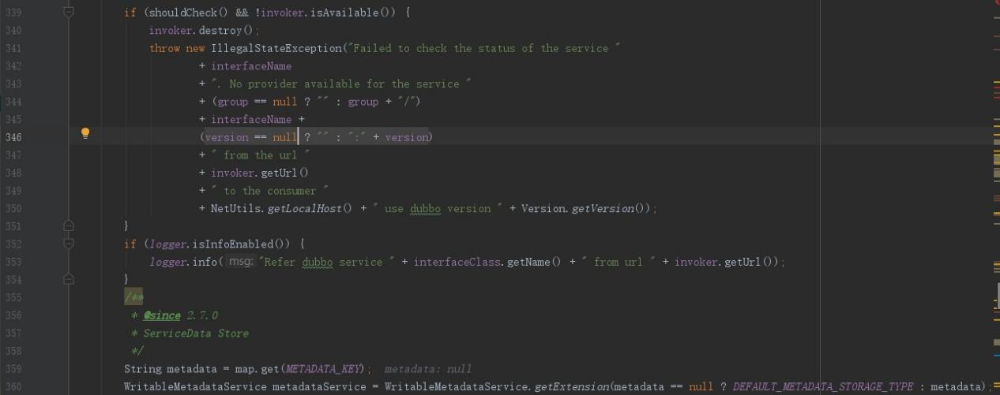 339 if (shouldCheck() && !invoker.isAvailable()) {
340 invoker.destroy();
341 throw new IllegalStateException("Failed to check the status of the service "
342 + interfaceName
343 + ". No provider available for the service "
344 + (group == null ? "" : group + "/")
345 + interfaceName +
346 (version == null ? "" : ":" + version)
347 + " from the url "
348 + invoker.getUrl()
349 + " to the consumer "
350 + NetUtils.getLocalHost() + " use dubbo version " + Version.getVersion());
351 }
352 if (logger.isInfoEnabled()) {
353 logger.info( msg: "Refer dubbo service " + interfaceClass.getName() + " from url " + invoker.getUrl());
354 }
355 /**
356 * @since 2.7.0
357 * ServiceData Store
358 */
359 String metadata = map.get(METADATA_KEY); metadata: null
360 WritableMetadataService metadataService = WritableMetadataService.getExtension(metadata == null ? DEFAULT_METADATA_STORAGE_TYPE : metadata);